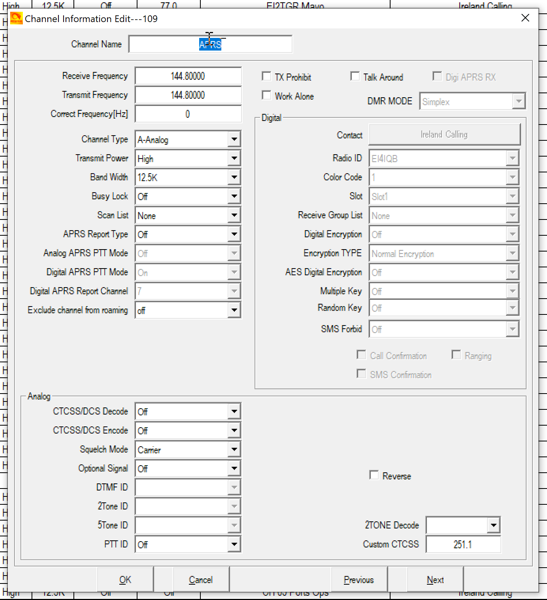 High 12.5K Off 77.0 EI2TGR Mayo Ireland Calling
Channel Information Edit---109
Channel Name APRS
Receive Frequency 144.80000
Transmit Frequency 144.80000
Correct Frequency[Hz] 0
TX Prohibit Talk Around Digi APRS RX
Work Alone DMR MODE Simplex
Channel Type A-Analog
Transmit Power High
Band Width 12.5K
Busy Lock Off
Scan List None
APRS Report Type Off
Analog APRS PTT Mode Off
Digital APRS PTT Mode On
Digital APRS Report Channel 7
Exclude channel from roaming off
Digital
Contact Ireland Calling
Radio ID EI4IQB
Color Code 1
Slot Slot1
Receive Group List None
Digital Encryption Off
Encryption TYPE Normal Encryption
AES Digital Encryption Off
Multiple Key Off
Random Key Off
SMS Forbid Off
Call Confirmation Ranging
SMS Confirmation
Analog
CTCSS/DCS Decode Off
CTCSS/DCS Encode Off
Squelch Mode Carrier
Optional Signal Off
DTMF ID
2Tone ID
5Tone ID
PTT ID Off
Reverse
2TONE Decode
Custom CTCSS 251.1
OK Cancel Previous Next
High 12.5K Off Off Ports Ops Ireland Calling